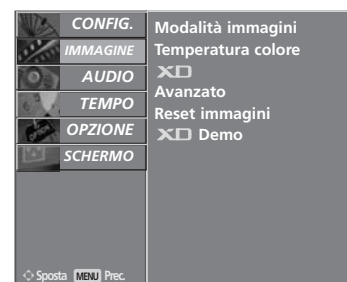 CONFIG.
IMMAGINE
AUDIO
TEMPO
OPZIONE
SCHERMO
Modalità immagini
Temperatura colore
XD
Avanzato
Reset immagini
XD Demo
Sposta MENU Prec.